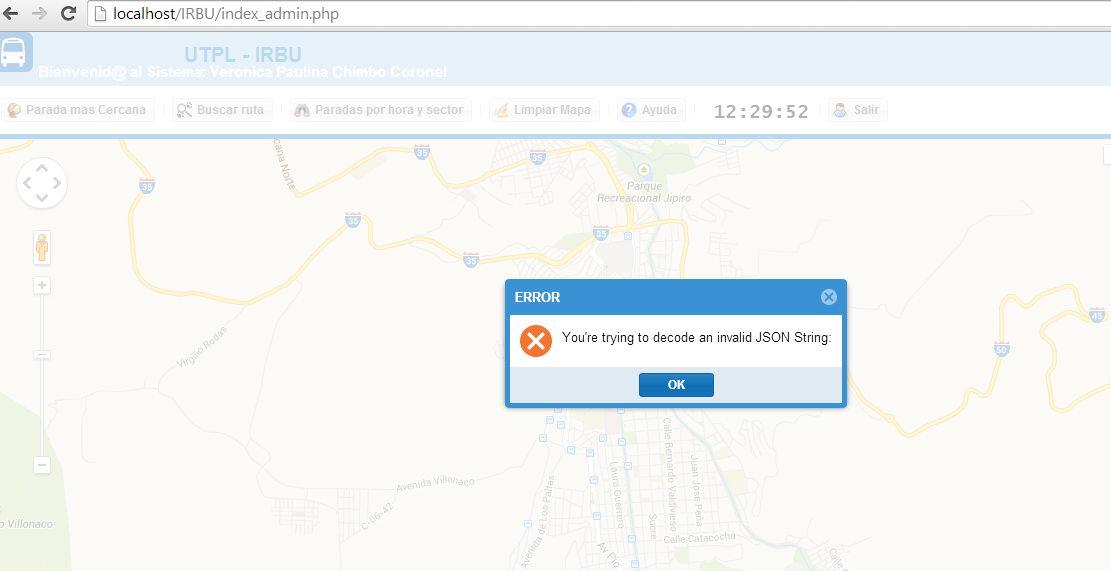 localhost/IRBU/index_admin.php
UTPL - IRBU
Bienvenid@ al Sistema: Veronica Paulina Chimbo Coronel
Parada mas Cercana
Buscar ruta
Paradas por hora y sector
Limpiar Mapa
Ayuda
12:29:52
Salir
cana Norte
35
35
35
35
35
Parque
Recreacional Jipiro
45
50
Virgilio Rodas
ERROR
You're trying to decode an invalid JSON String:
OK
Avenida Villonaco
C-06-42
o Villonaco
Avenida de Los Paltas
Lauro Guerrero
Av Pío
Sucre
Calle Bernardo Valdivieso
Juan Jose Peña
Calle Catacocha